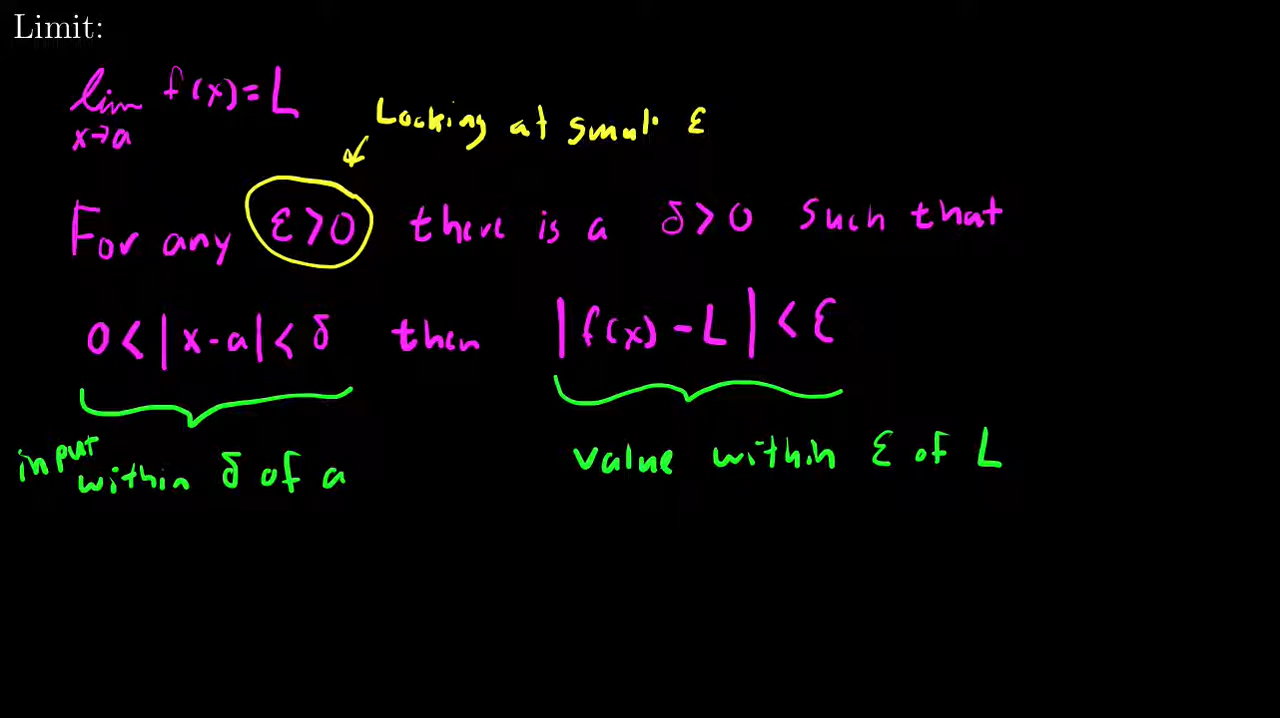 Limit:
lim f(x) = L
x→a
Looking at small ε
For any ε > 0 there is a δ > 0 such that
0 < |x - a| < δ then |f(x) - L| < ε
input within δ of a
value within ε of L